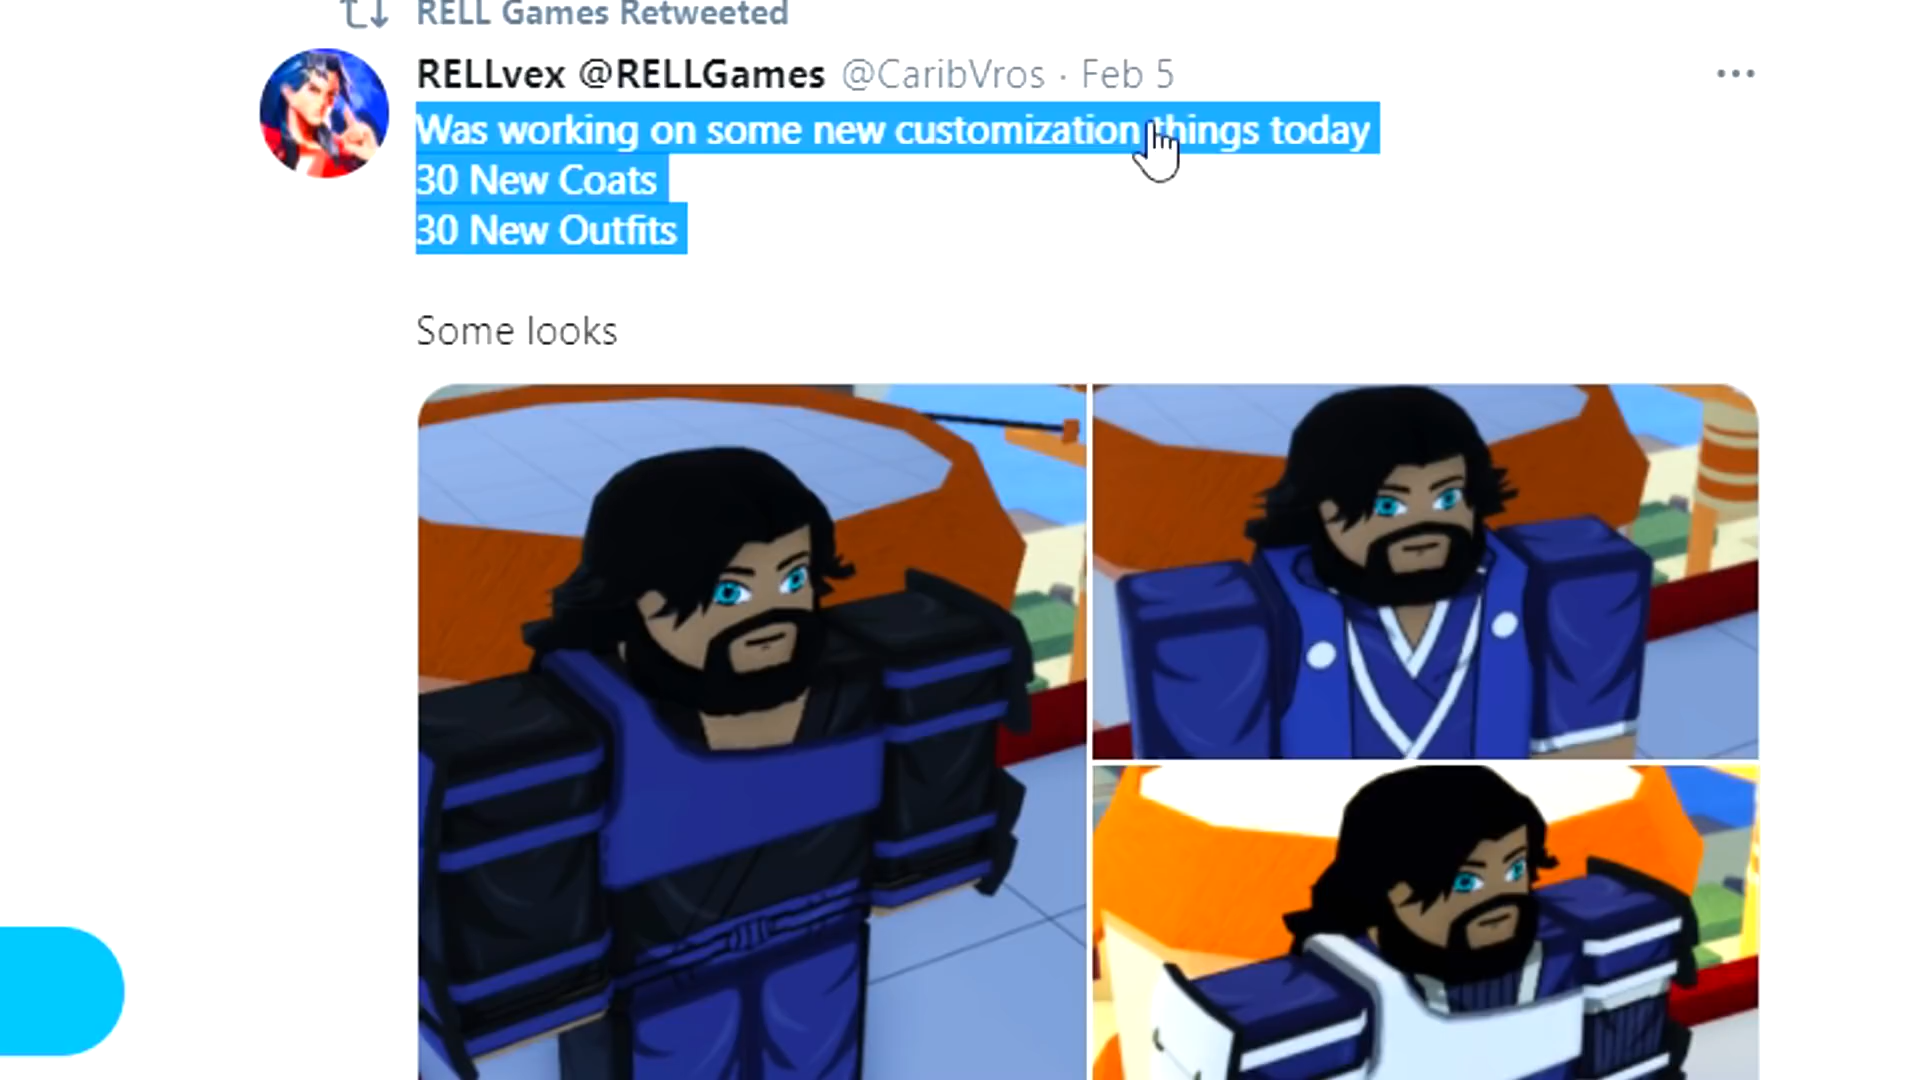 RELL Games Retweeted
RELLvex @RELLGames @CaribVros · Feb 5
Was working on some new customization things today
30 New Coats
30 New Outfits
Some looks